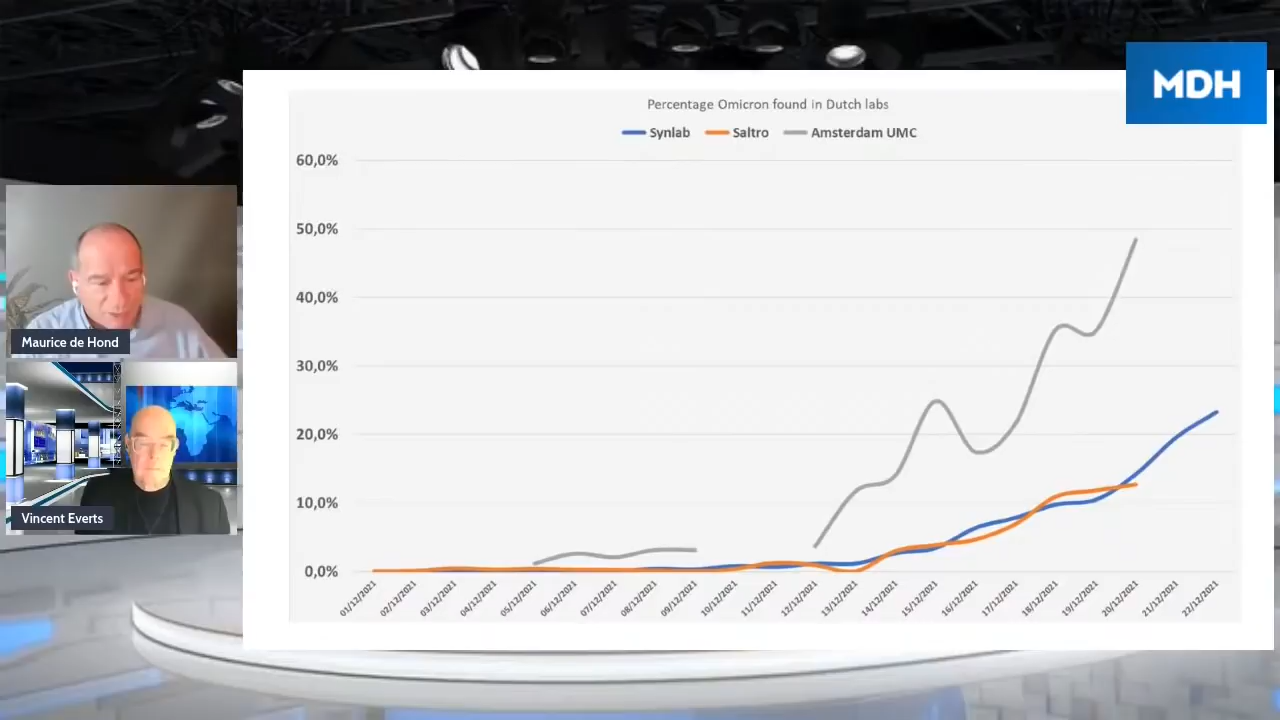 MDH
Percentage Omicron found in Dutch labs
Synlab Saltro Amsterdam UMC
60,0%
50,0%
40,0%
30,0%
20,0%
10,0%
0,0%
01/12/2021 02/12/2021 03/12/2021 04/12/2021 05/12/2021 06/12/2021 07/12/2021 08/12/2021 09/12/2021 10/12/2021 11/12/2021 12/12/2021 13/12/2021 14/12/2021 15/12/2021 16/12/2021 17/12/2021 18/12/2021 19/12/2021 20/12/2021 21/12/2021 22/12/2021
Maurice de Hond
Vincent Everts